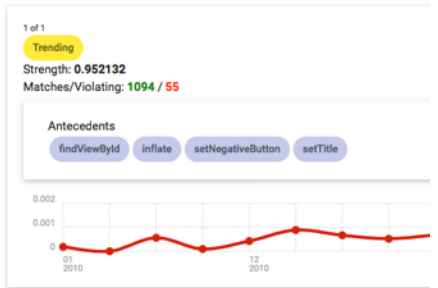 1 of 1
Trending
Strength: 0.952132
Matches/Violating: 1094 / 55
Antecedents
findViewById inflate setNegativeButton setTitle
0.002
0.001
0
01 12
2010 2010